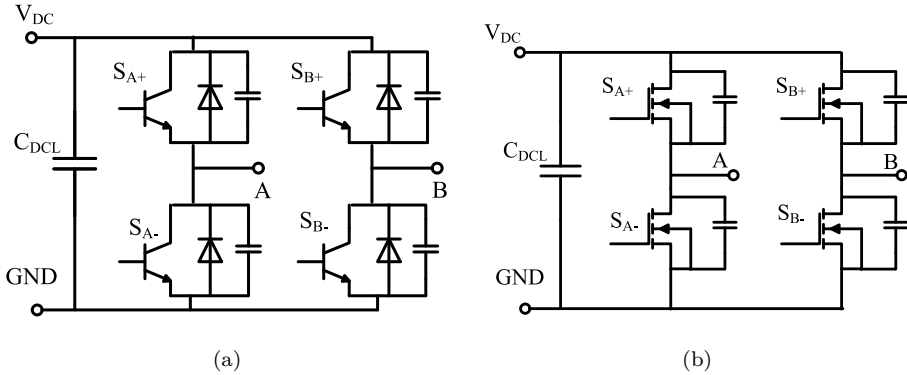 V_DC
S_A+
S_B+
C_DCL
A
B
S_A-
S_B-
GND
(a)
V_DC
S_A+
S_B+
C_DCL
A
B
S_A-
S_B-
GND
(b)